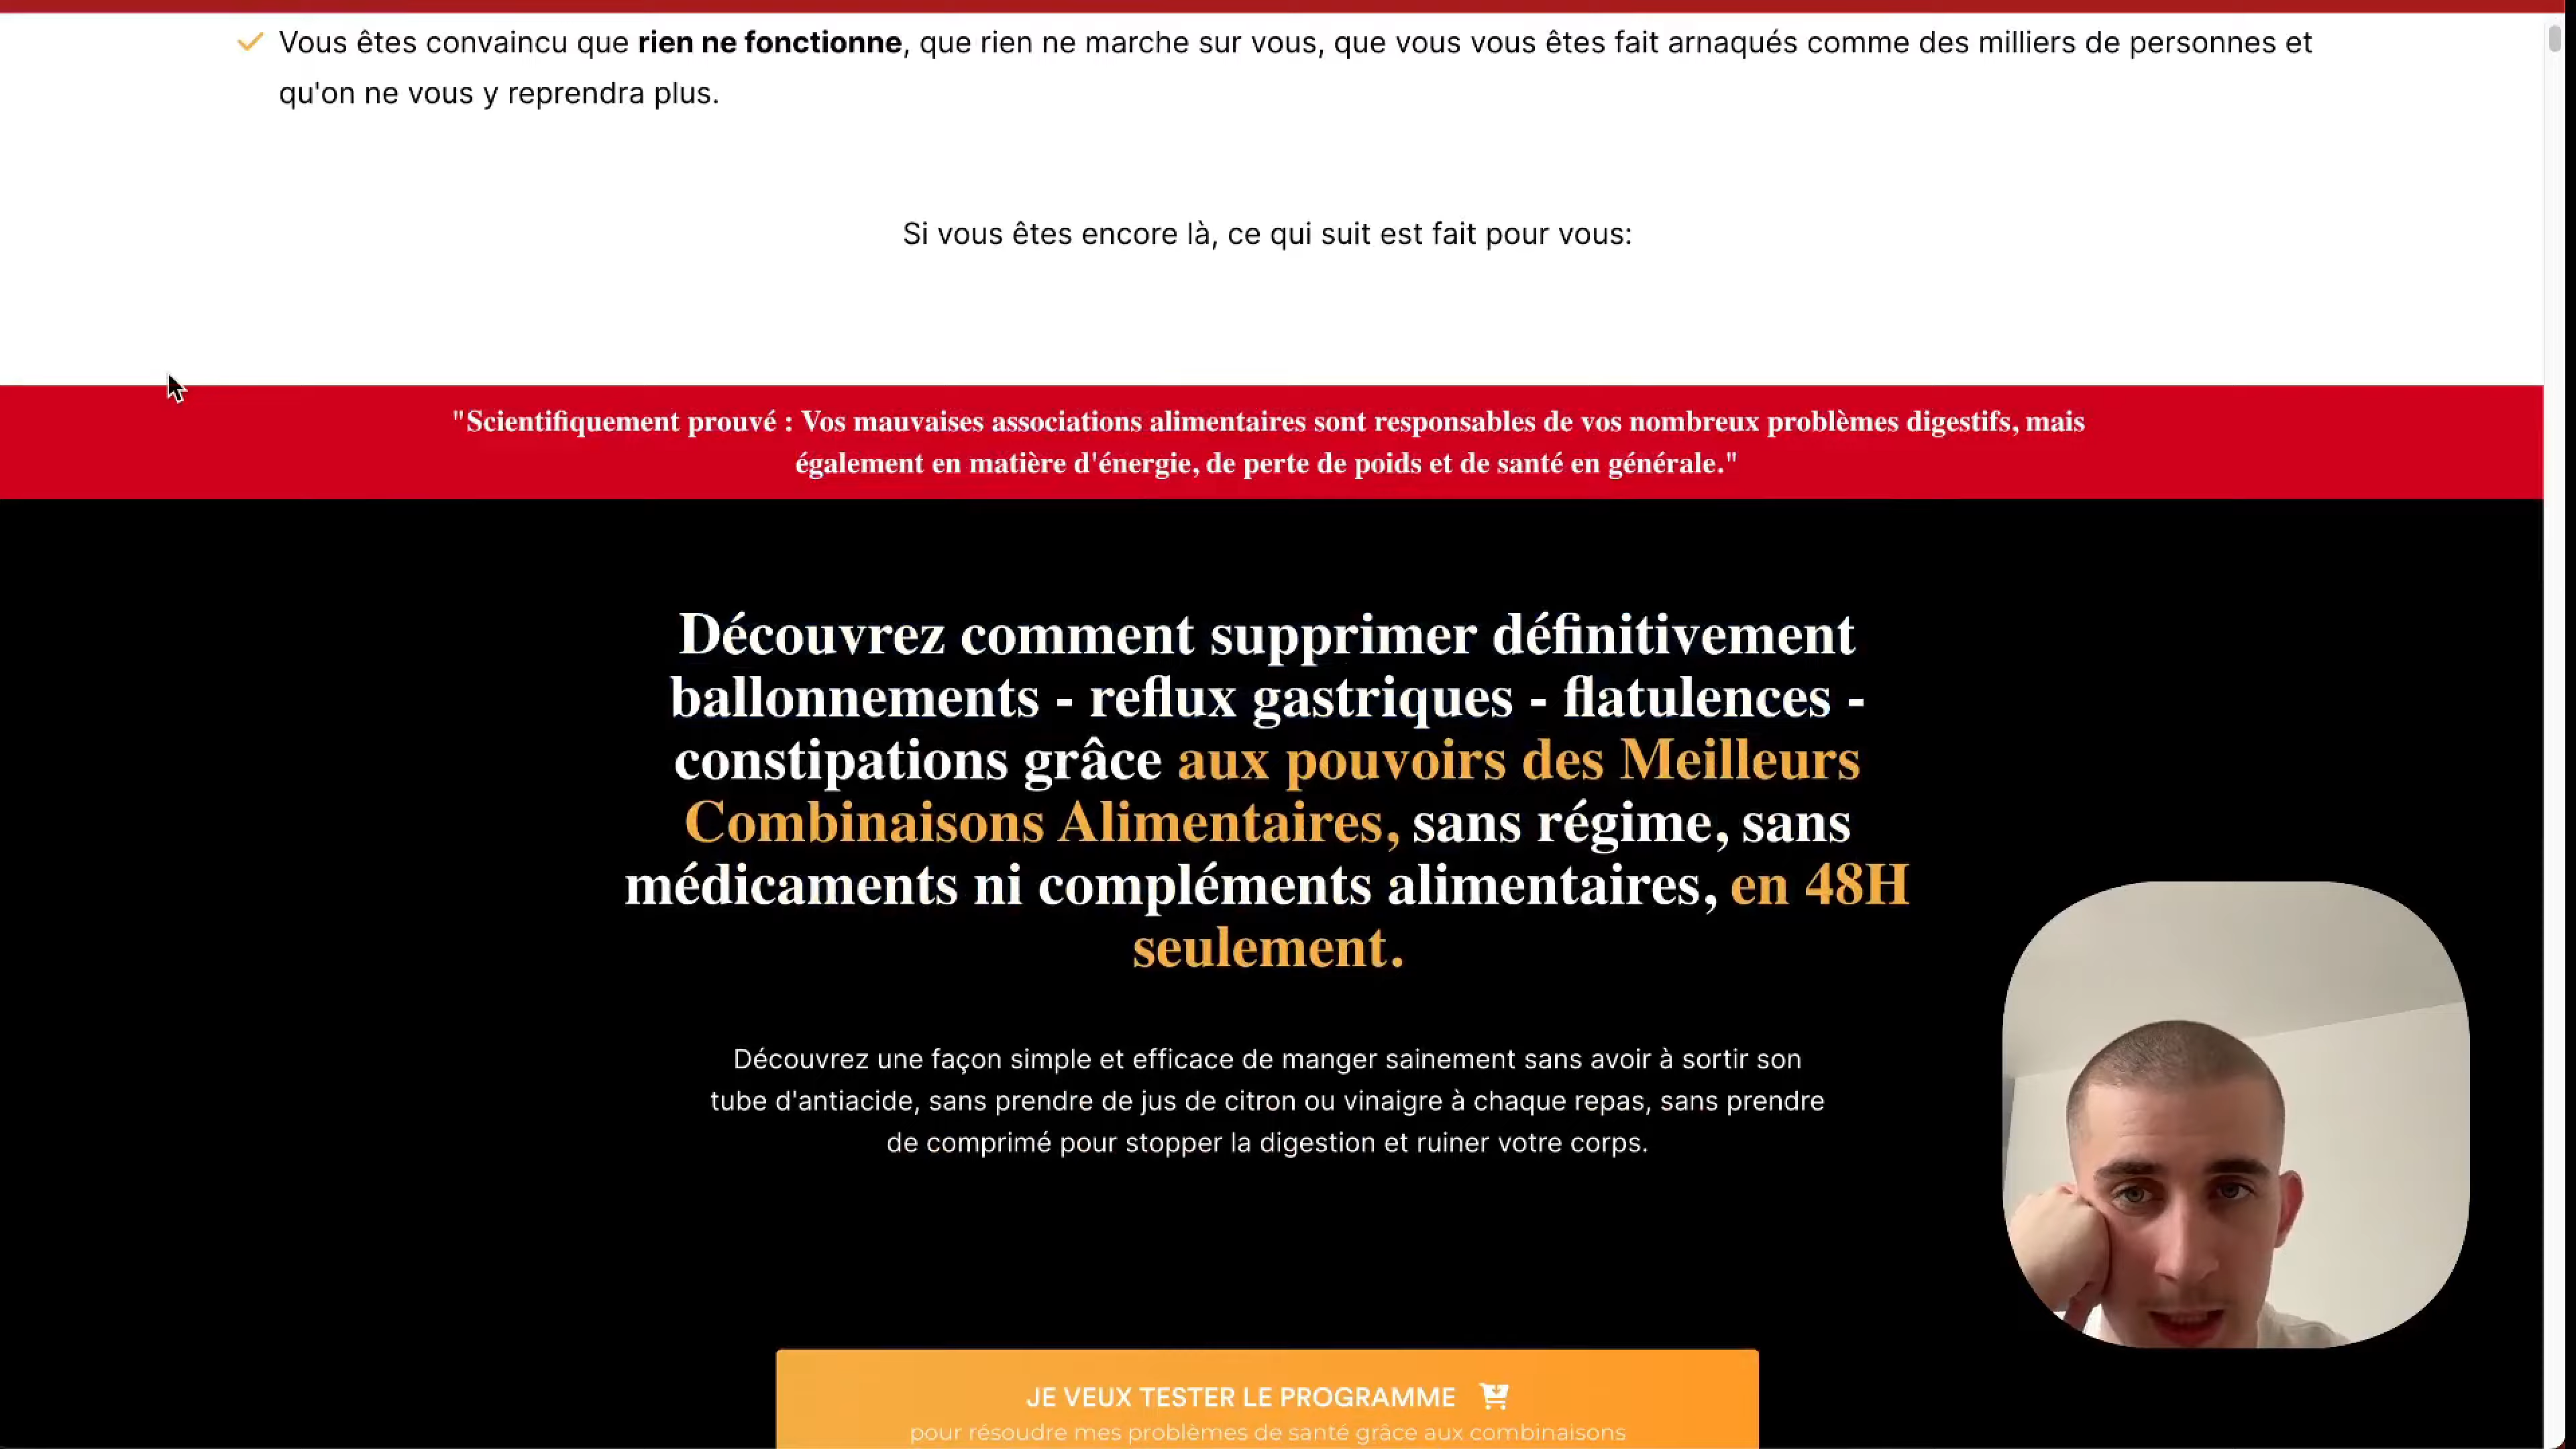 Vous êtes convaincu que rien ne fonctionne, que rien ne marche sur vous, que vous vous êtes fait arnaqués comme des milliers de personnes et
qu'on ne vous y reprendra plus.
Si vous êtes encore là, ce qui suit est fait pour vous:
"Scientifiquement prouvé : Vos mauvaises associations alimentaires sont responsables de vos nombreux problèmes digestifs, mais
également en matière d'énergie, de perte de poids et de santé en générale."
Découvrez comment supprimer définitivement
ballonnements - reflux gastriques - flatulences -
constipations grâce aux pouvoirs des Meilleurs
Combinaisons Alimentaires, sans régime, sans
médicaments ni compléments alimentaires, en 48H
seulement.
Découvrez une façon simple et efficace de manger sainement sans avoir à sortir son
tube d'antiacide, sans prendre de jus de citron ou vinaigre à chaque repas, sans prendre
de comprimé pour stopper la digestion et ruiner votre corps.
JE VEUX TESTER LE PROGRAMME
pour résoudre mes problèmes de santé grâce aux combinaisons